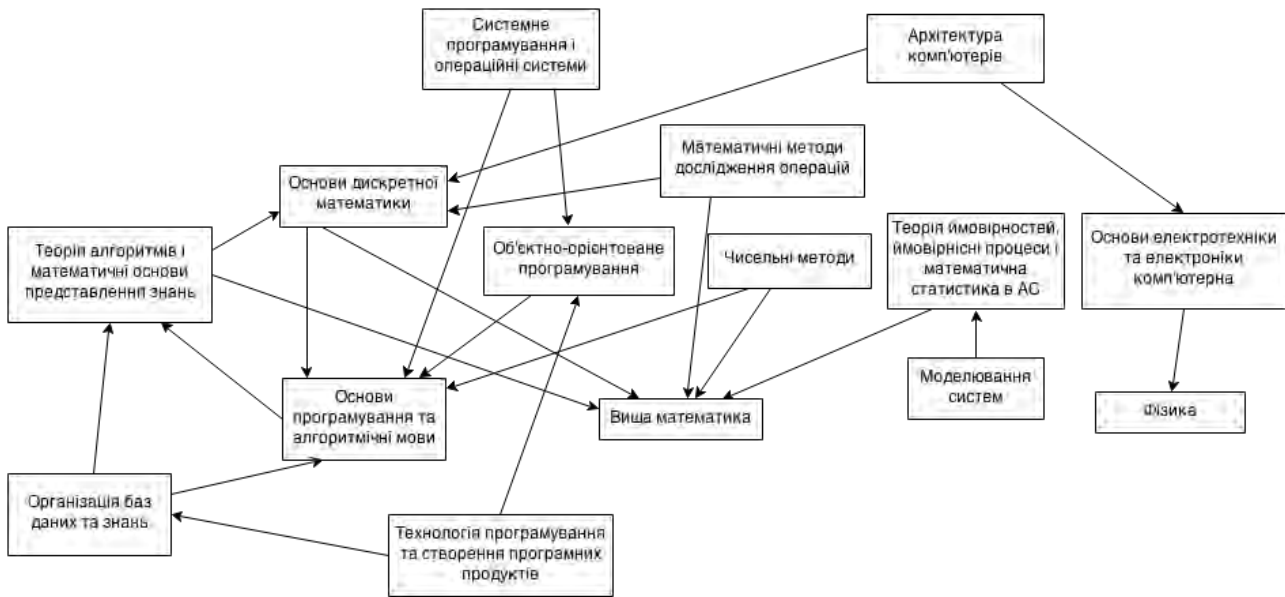 Системне
програмування і
операційні системи
Архітектура
комп'ютерів
Математичні методи
дослідження операцій
Основи дискретної
математики
Теорія алгоритмів і
математичні основи
представлення знань
Об'єктно-орієнтоване
програмування
Чисельні методи
Теорія ймовірностей,
ймовірнісні процеси і
математична
статистика в АС
Основи електротехніки
та електроніки
комп'ютерна
Основи
програмування та
алгоритмічні мови
Вища математика
Моделювання
систем
Фізика
Організація баз
даних та знань
Технологія програмування
та створення програмних
продуктів